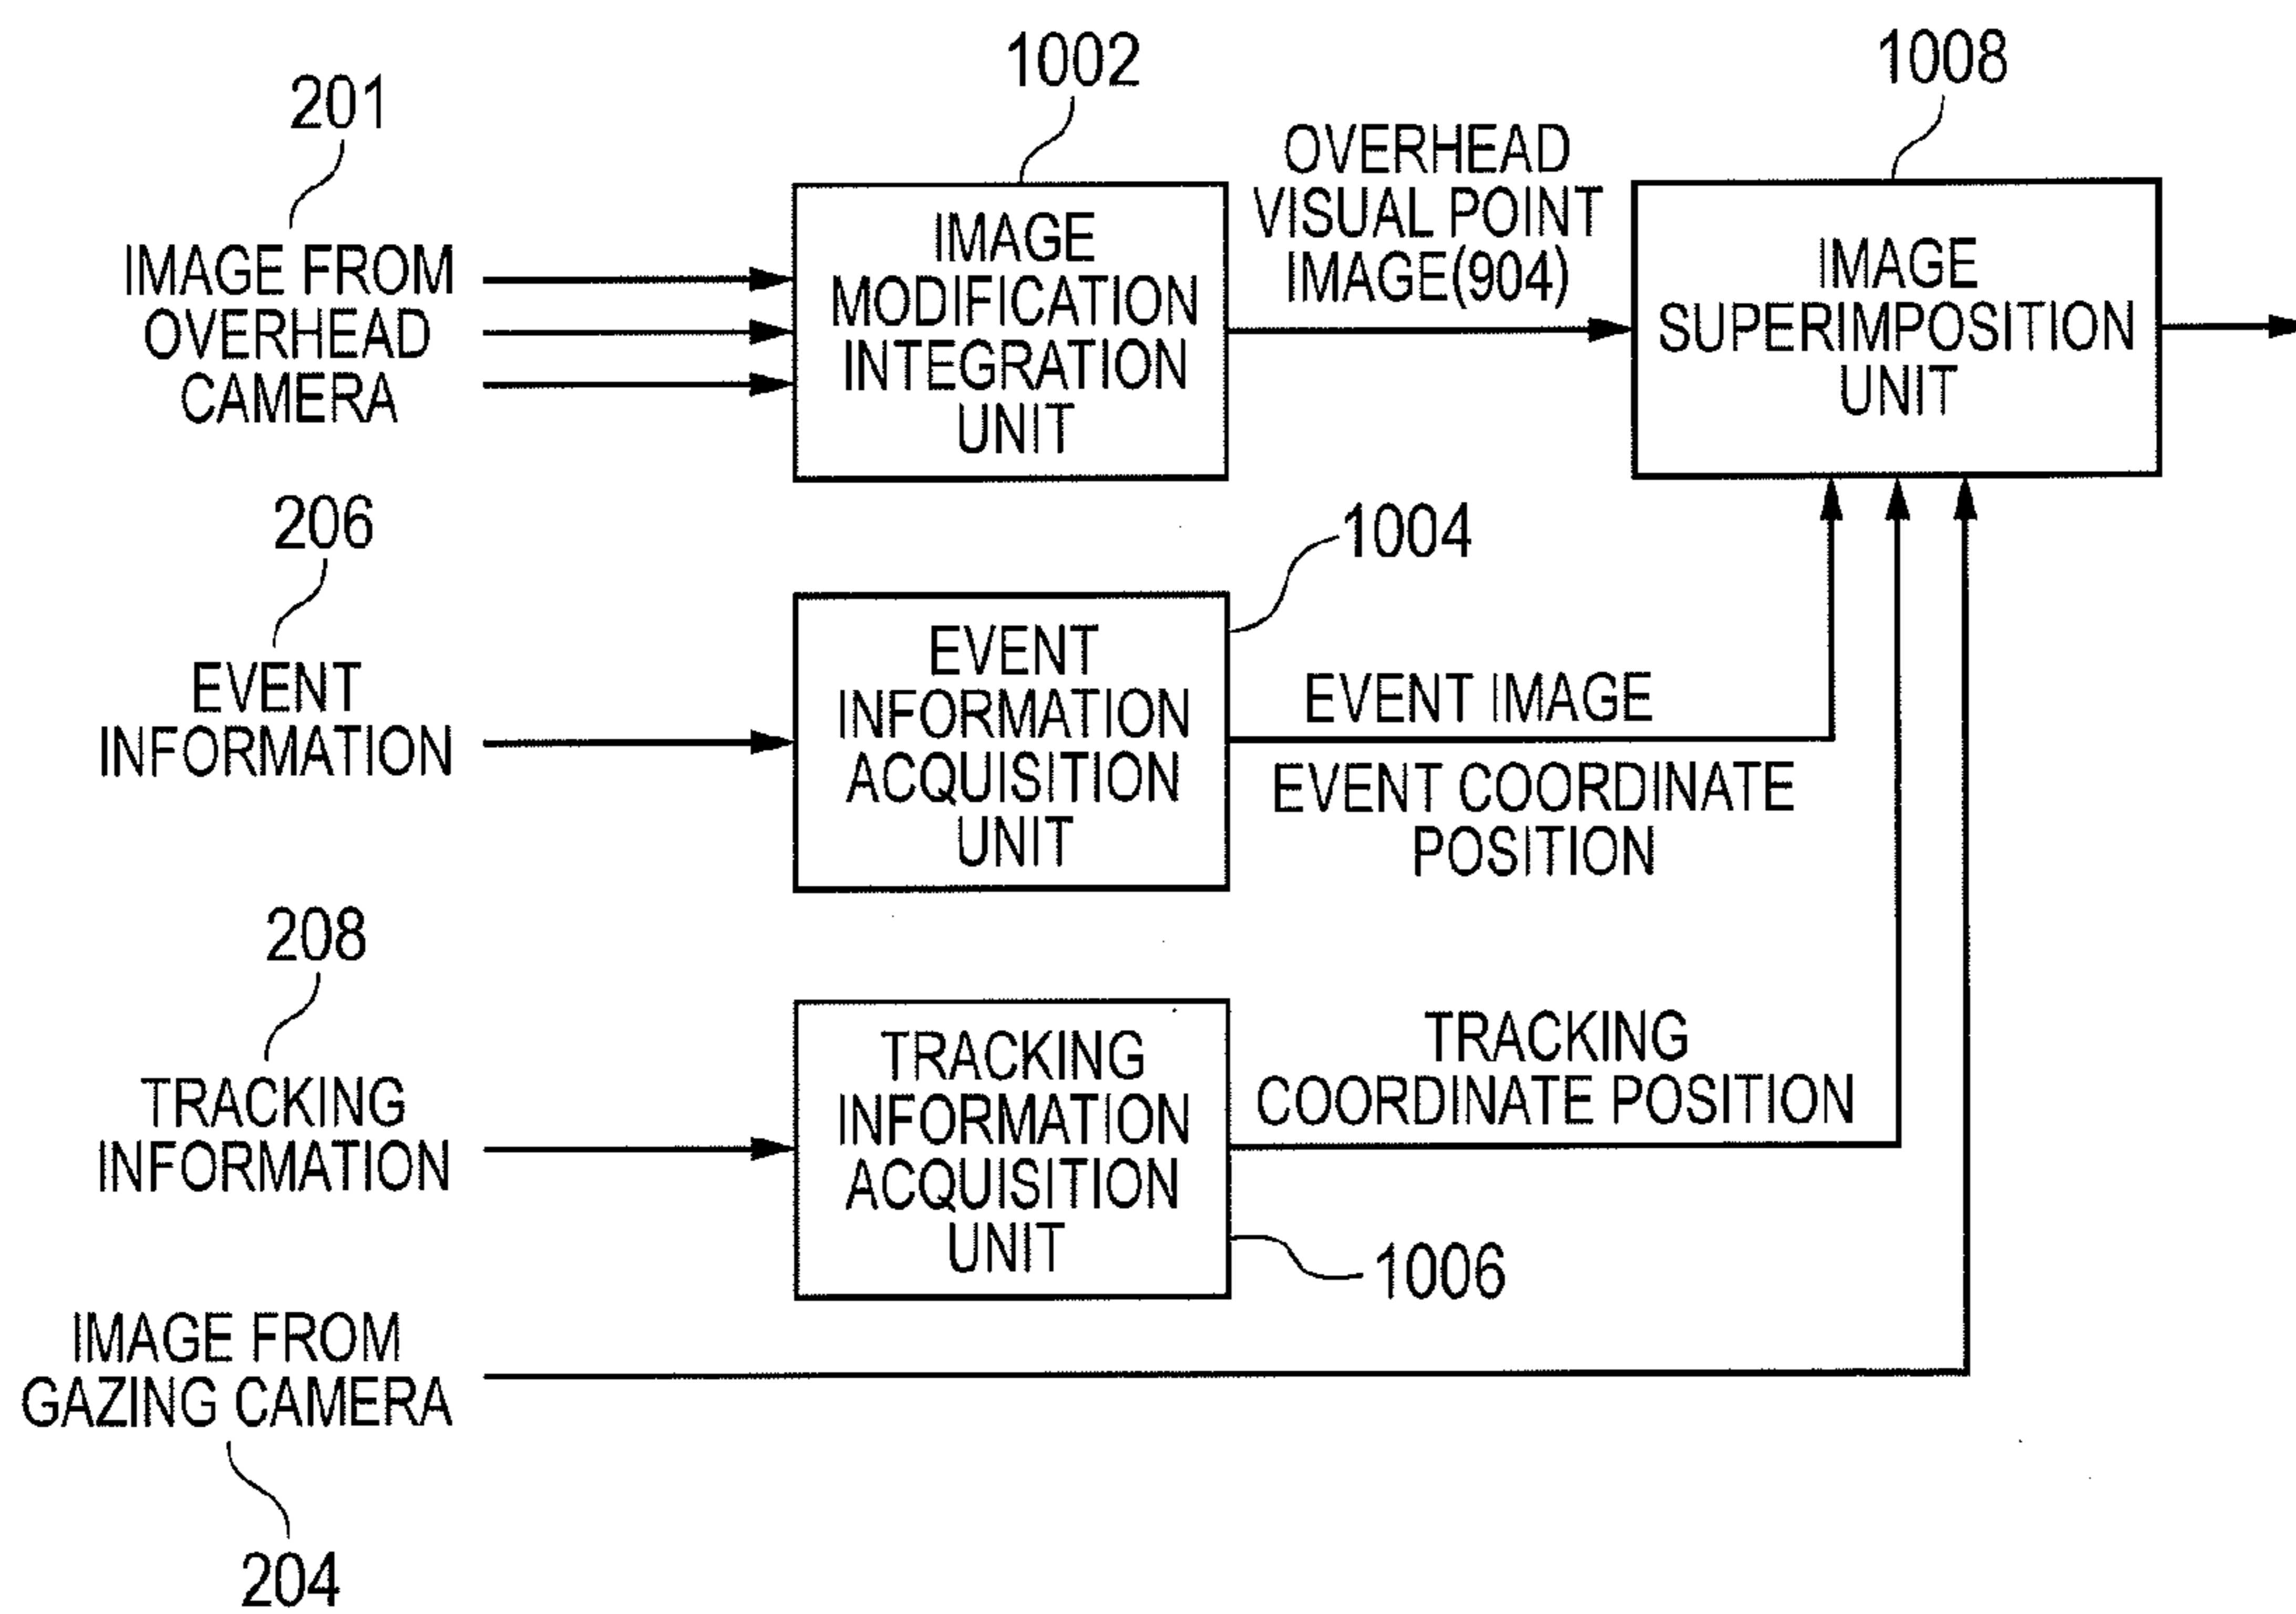 1002
1008
201
OVERHEAD
VISUAL POINT
IMAGE(904)
IMAGE FROM
OVERHEAD
CAMERA
IMAGE
MODIFICATION
INTEGRATION
UNIT
IMAGE
SUPERIMPOSITION
UNIT
206
1004
EVENT
INFORMATION
EVENT
INFORMATION
ACQUISITION
UNIT
EVENT IMAGE
EVENT COORDINATE
POSITION
208
TRACKING
INFORMATION
TRACKING
INFORMATION
ACQUISITION
UNIT
TRACKING
COORDINATE POSITION
1006
IMAGE FROM
GAZING CAMERA
204